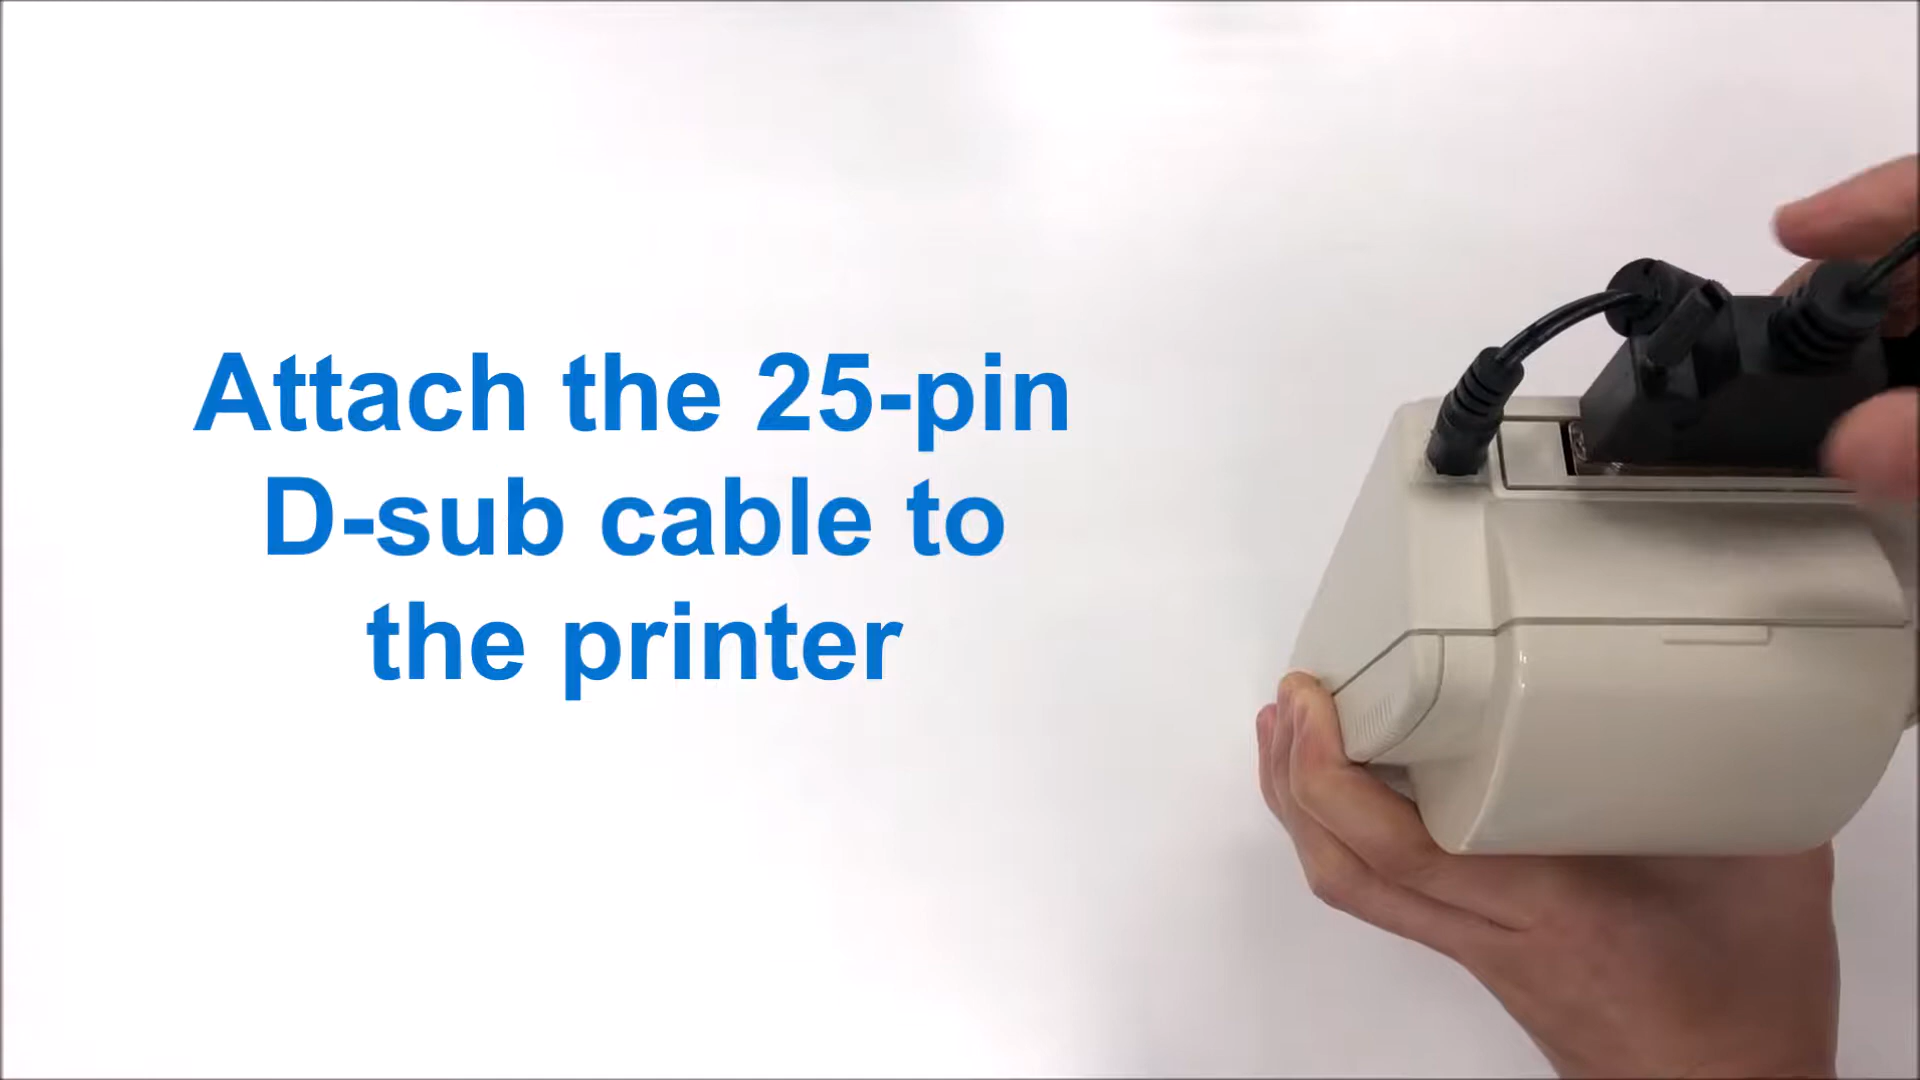 Attach the 25-pin
D-sub cable to
the printer